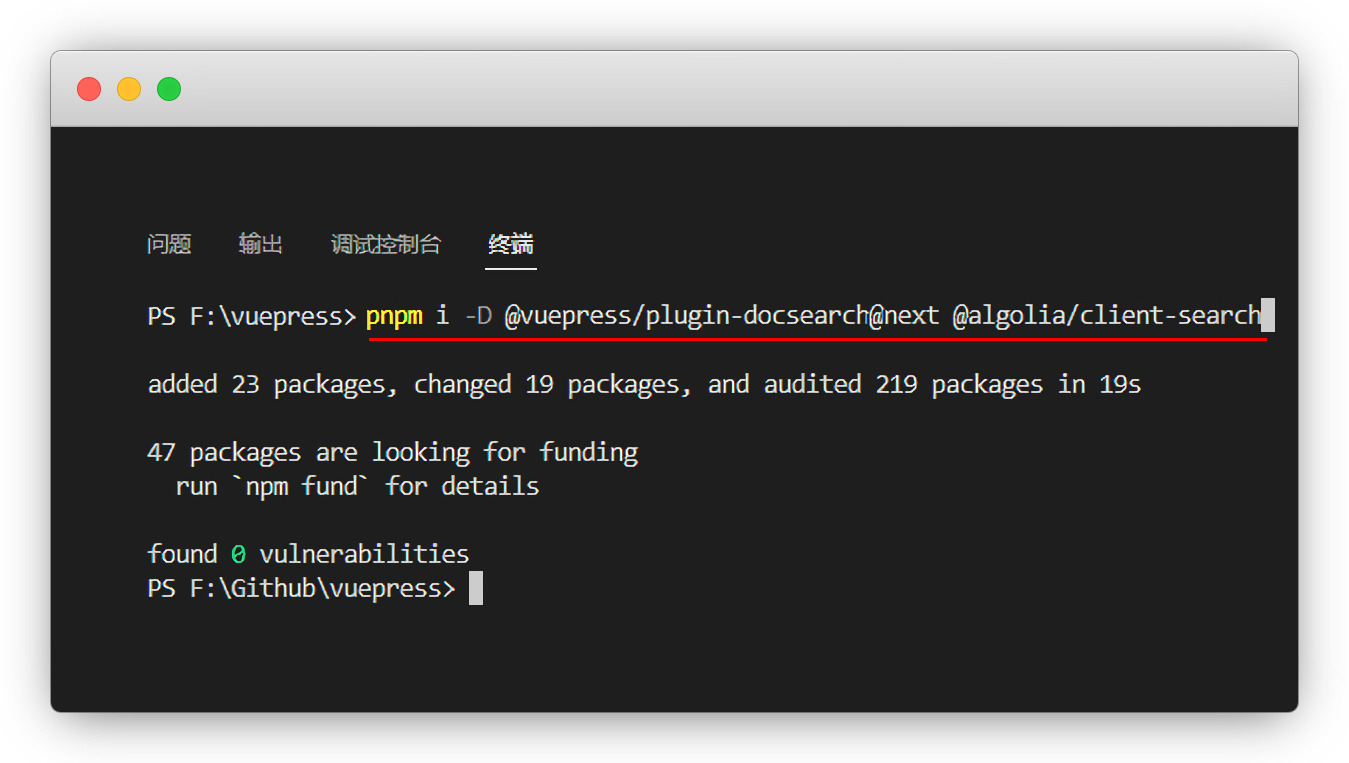 问题 输出 调试控制台 终端
PS F:\vuepress> pnpm i -D @vuepress/plugin-docsearch@next @algolia/client-search
added 23 packages, changed 19 packages, and audited 219 packages in 19s
47 packages are looking for funding
run `npm fund` for details
found 0 vulnerabilities
PS F:\Github\vuepress>